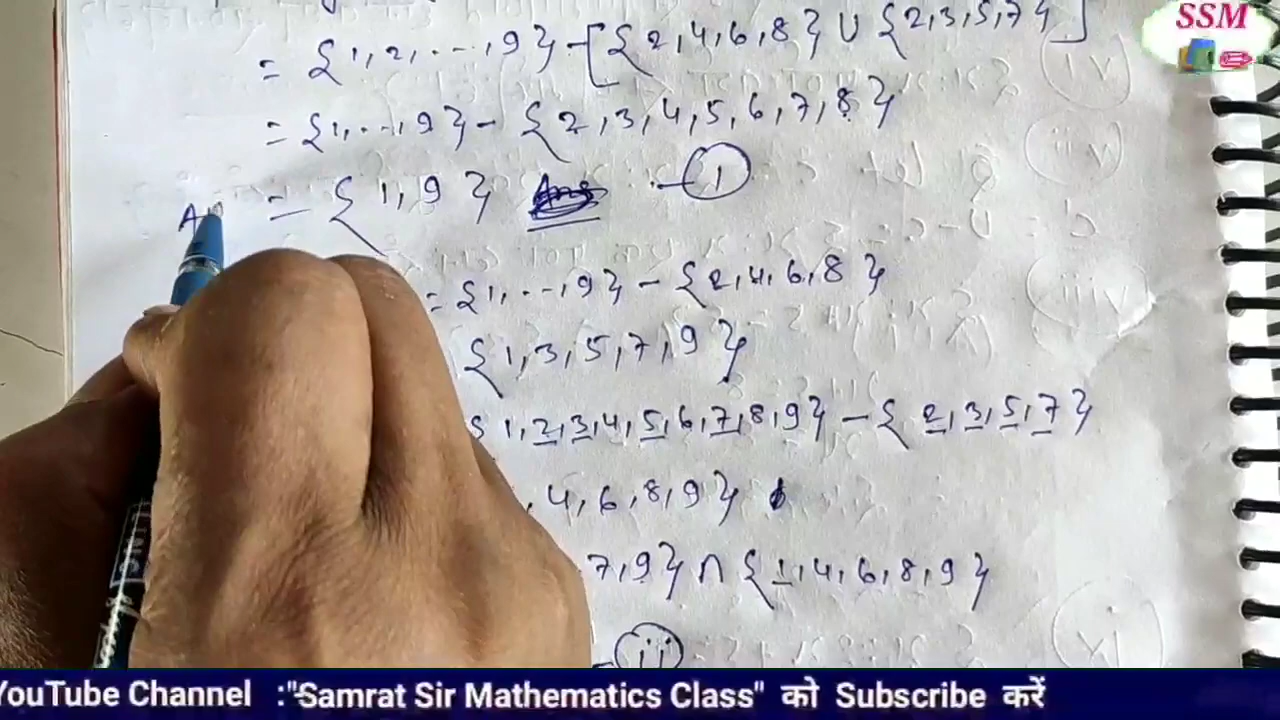 SSM
= {1, 2, ..., 9} - [{2, 4, 6, 8} ∪ {2, 3, 5, 7}]
= {1, ..., 9} - {2, 3, 4, 5, 6, 7, 8}
= {1, 9} - (i)
A
= {1, ..., 9} - {2, 4, 6, 8}
{1, 3, 5, 7, 9}
{1, 2, 3, 4, 5, 6, 7, 8, 9} - {2, 3, 5, 7}
, 4, 6, 8, 9}
7, 9} ∩ {1, 4, 6, 8, 9}
- (ii)
YouTube Channel :"-Samrat Sir Mathematics Class" को Subscribe करें